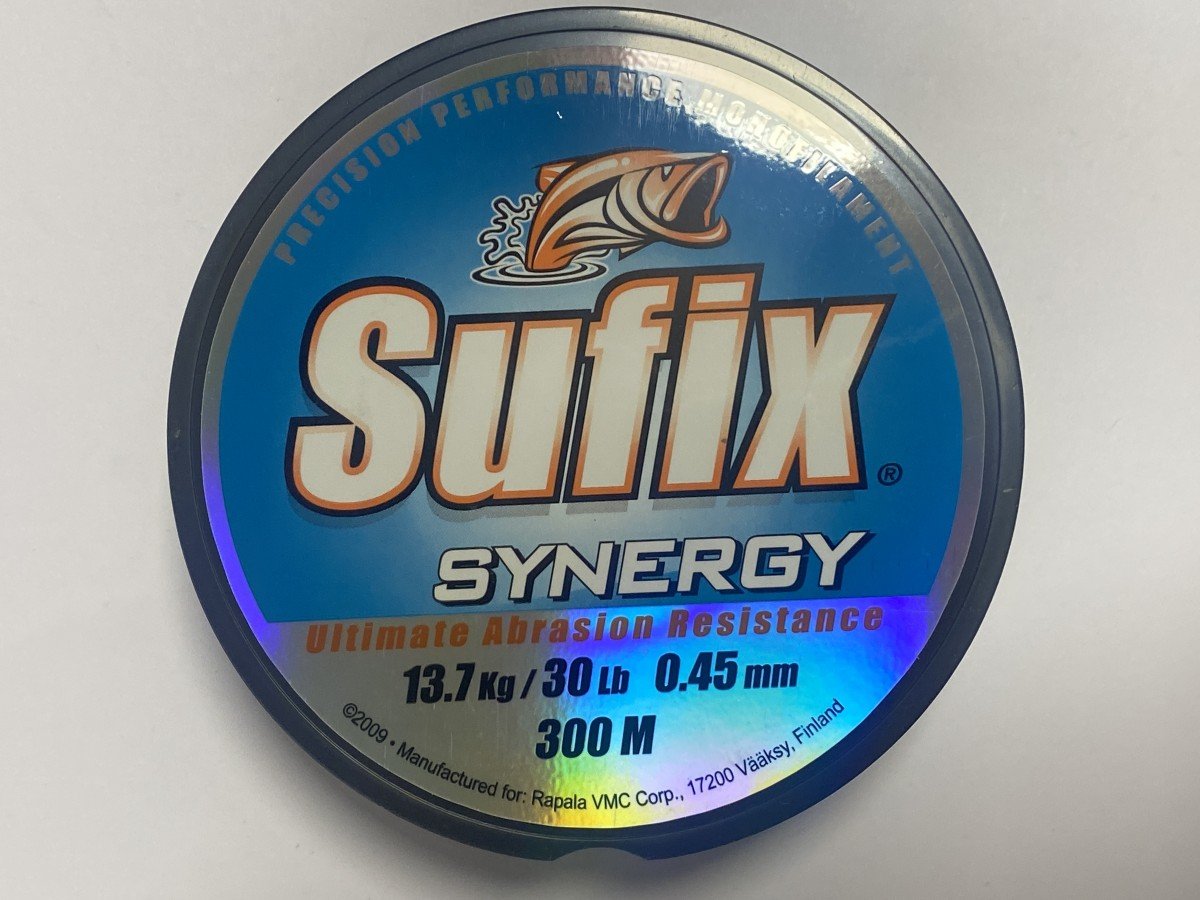 PRECISION PERFORMANCE MONOFILAMENT
Sufix®
SYNERGY
Ultimate Abrasion Resistance
13.7 Kg / 30 Lb 0.45 mm
300 M
©2009 • Manufactured for: Rapala VMC Corp., 17200 Vääksy, Finland